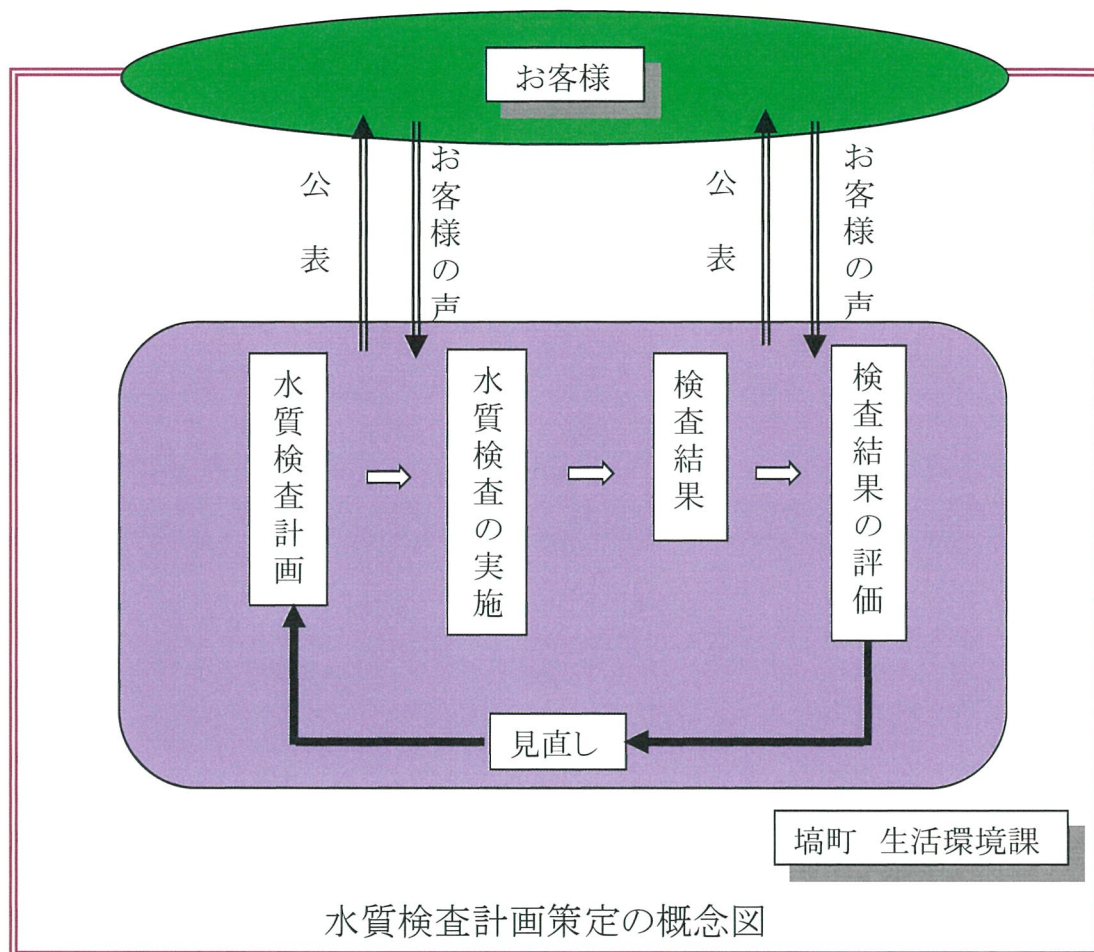 お客様
公表
お客様の声
公表
お客様の声
水質検査計画
水質検査の実施
検査結果
検査結果の評価
見直し
塙町 生活環境課
水質検査計画策定の概念図